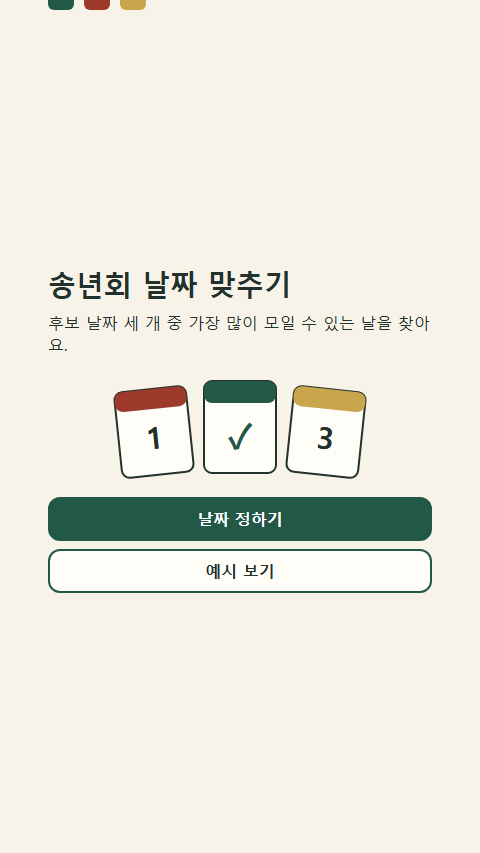 송년회 날짜 맞추기
후보 날짜 세 개 중 가장 많이 모일 수 있는 날을 찾아
요.
1 ✓ 3
날짜 정하기
예시 보기